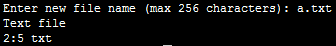 Enter new file name (max 256 characters): a.txt
Text file
2:5 txt